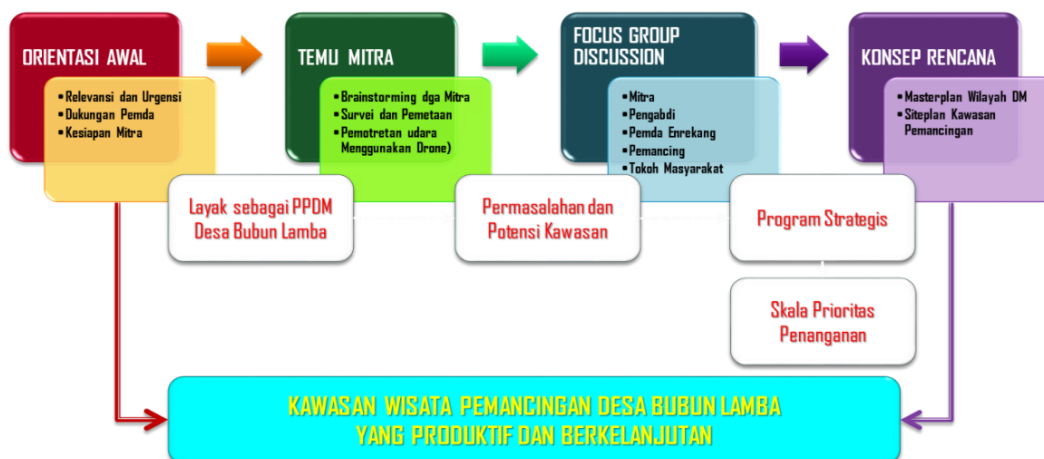 ORIENTASI AWAL
• Relevansi dan Urgensi
• Dukungan Pemda
• Kesiapan Mitra
TEMU MITRA
• Brainstorming dga Mitra
• Survei dan Pemetaan
• Pemotretan udara
Menggunakan Drone)
FOCUS GROUP
DISCUSSION
• Mitra
• Pengabdi
• Pemda Enrekang
• Pemancing
• Tokoh Masyarakat
KONSEP RENCANA
• Masterplan Wilayah DM
• Siteplan Kawasan
Pemancingan
Layak sebagai PPDM
Desa Bubun Lamba
Permasalahan dan
Potensi Kawasan
Program Strategis
Skala Prioritas
Penanganan
KAWASAN WISATA PEMANCINGAN DESA BUBUN LAMBA
YANG PRODUKTIF DAN BERKELANJUTAN